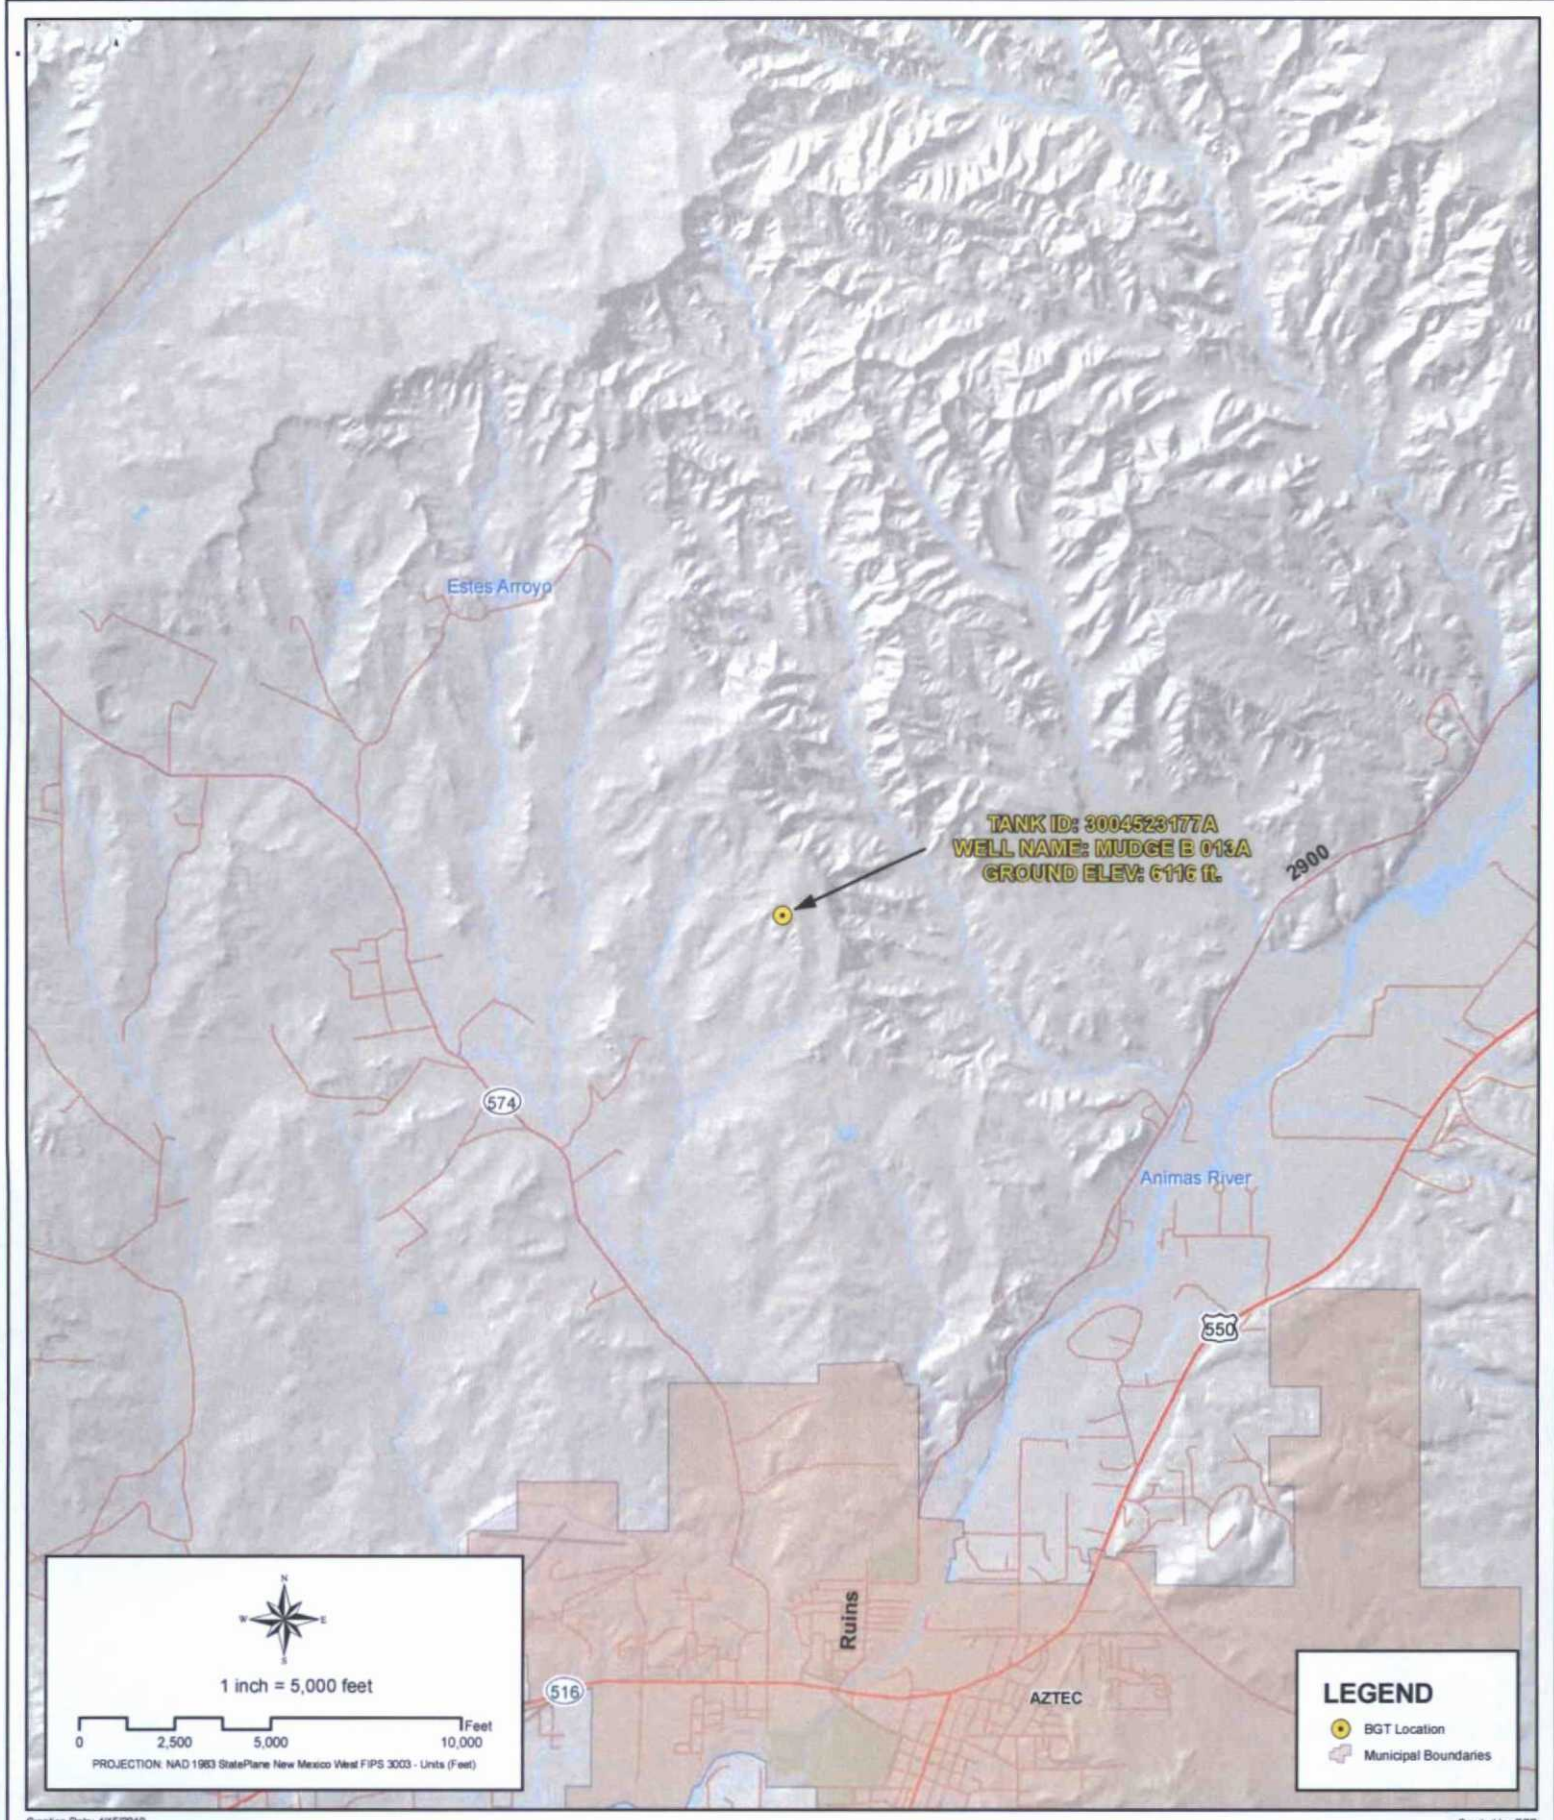 Estes Arroyo
TANK ID: 3004523177A
WELL NAME: MUDGE B 013A
GROUND ELEV: 6116 ft.
2900
574
Animas River
550
Ruins
516
AZTEC
N
W
E
S
1 inch = 5,000 feet
Feet
0 2,500 5,000 10,000
PROJECTION: NAD 1983 StatePlane New Mexico West FIPS 3003 - Units (Feet)
LEGEND
BGT Location
Municipal Boundaries